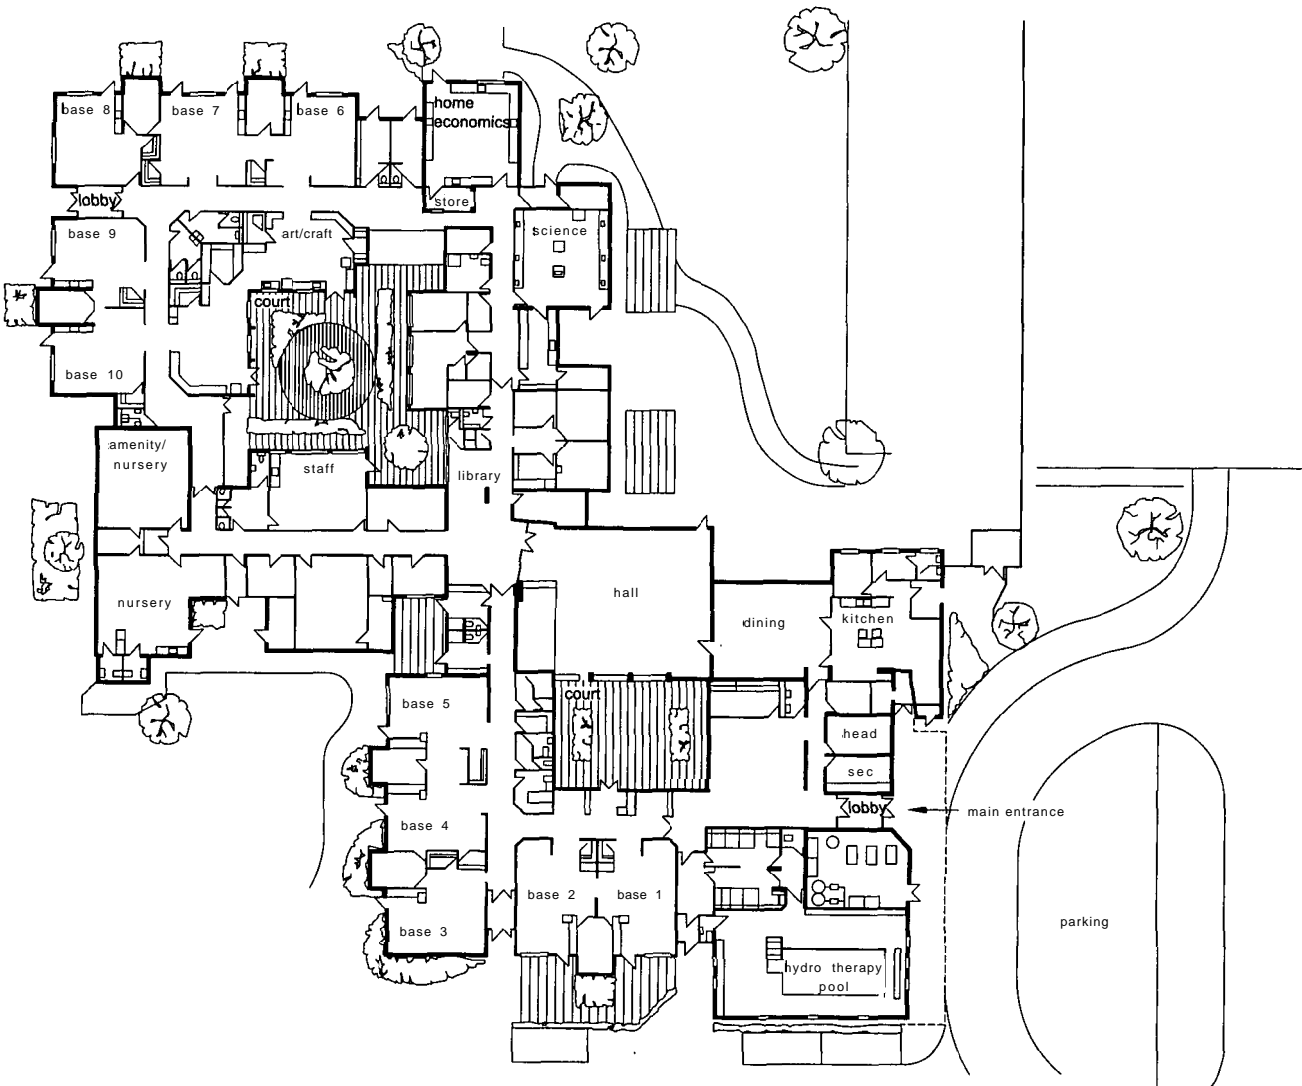 base 8
base 7
base 6
home
economics
lobby
store
base 9
art/craft
science
court
base 10
amenity/
nursery
staff
library
nursery
hall
dining
kitchen
base 5
court
head
sec
lobby
main entrance
base 4
base 2
base 1
base 3
parking
hydro therapy
pool